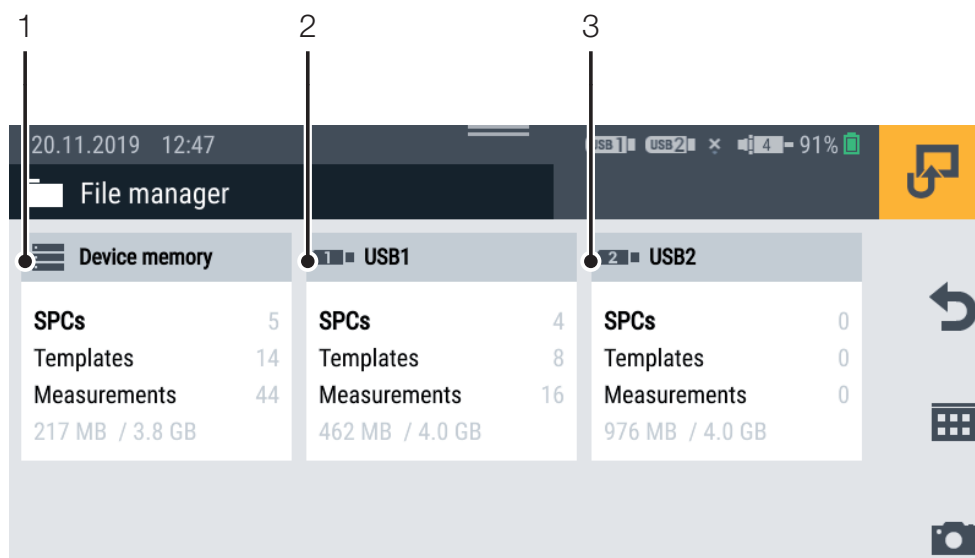 1 2 3
20.11.2019 12:47 USB 1 USB2 4 91%
File manager
Device memory 1 USB1 2 USB2
SPCs 5 SPCs 4 SPCs 0
Templates 14 Templates 8 Templates 0
Measurements 44 Measurements 16 Measurements 0
217 MB / 3.8 GB 462 MB / 4.0 GB 976 MB / 4.0 GB